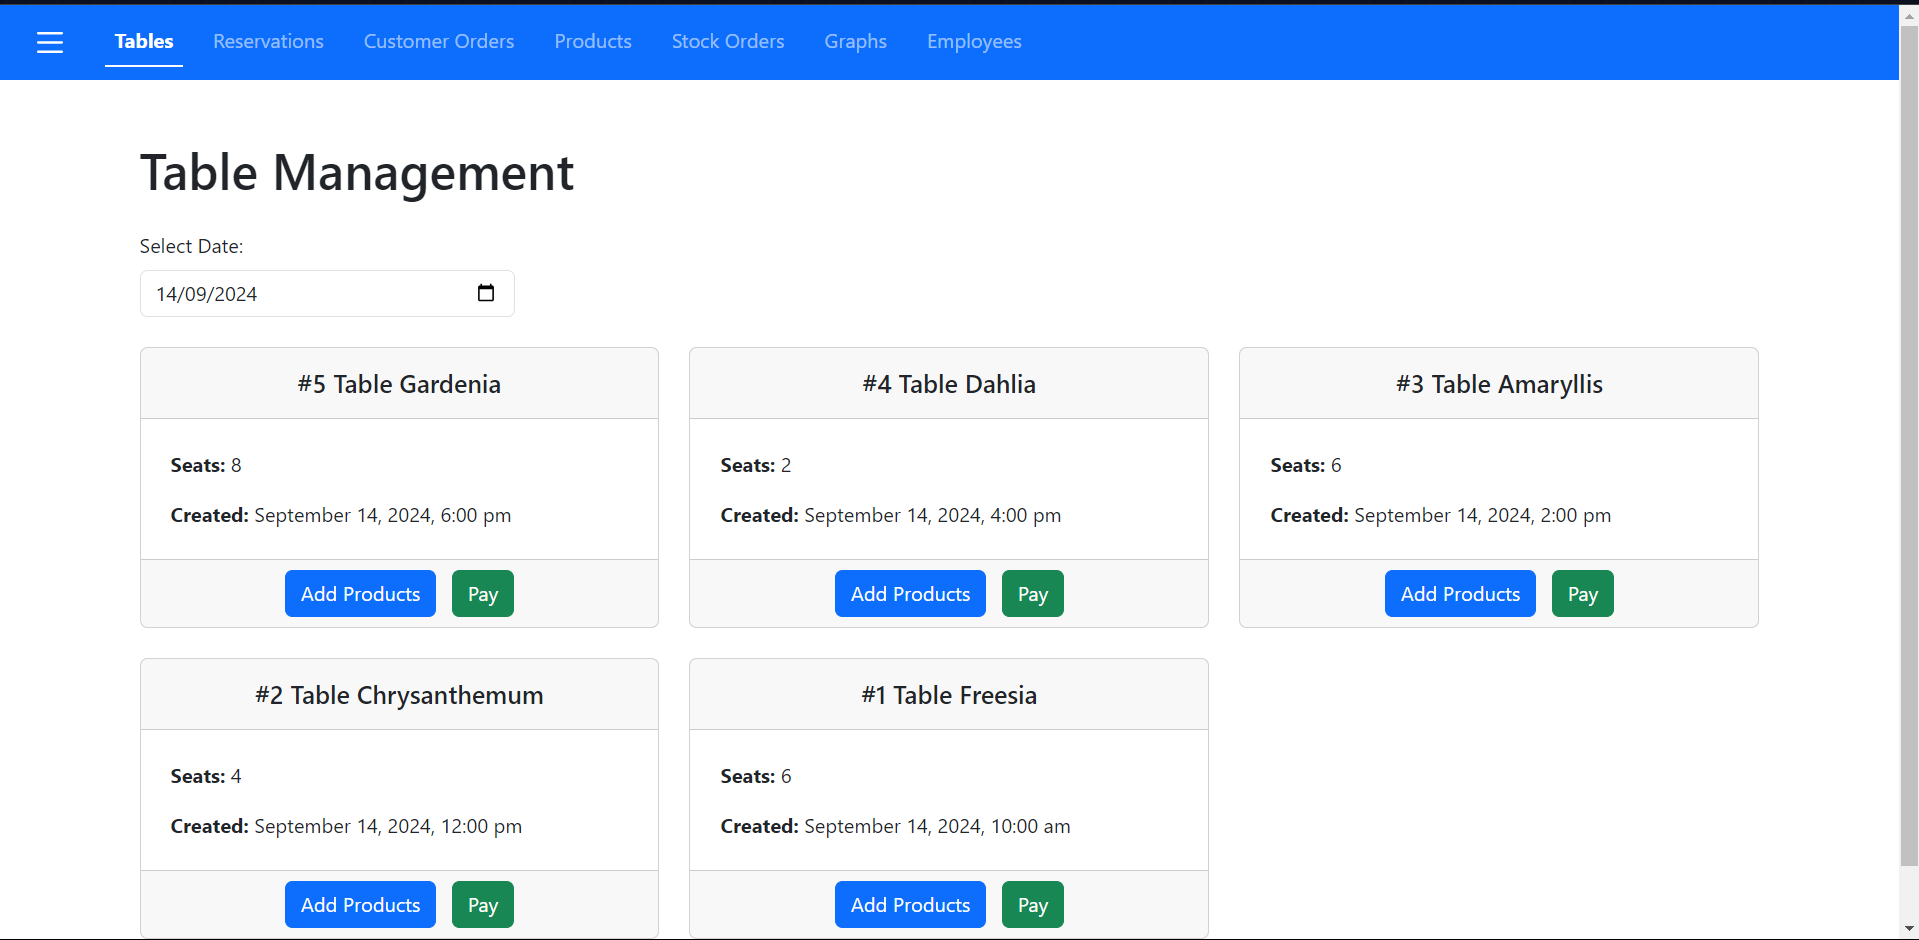 Tables Reservations Customer Orders Products Stock Orders Graphs Employees
Table Management
Select Date:
14/09/2024
#5 Table Gardenia
Seats: 8
Created: September 14, 2024, 6:00 pm
Add Products Pay
#4 Table Dahlia
Seats: 2
Created: September 14, 2024, 4:00 pm
Add Products Pay
#3 Table Amaryllis
Seats: 6
Created: September 14, 2024, 2:00 pm
Add Products Pay
#2 Table Chrysanthemum
Seats: 4
Created: September 14, 2024, 12:00 pm
Add Products Pay
#1 Table Freesia
Seats: 6
Created: September 14, 2024, 10:00 am
Add Products Pay